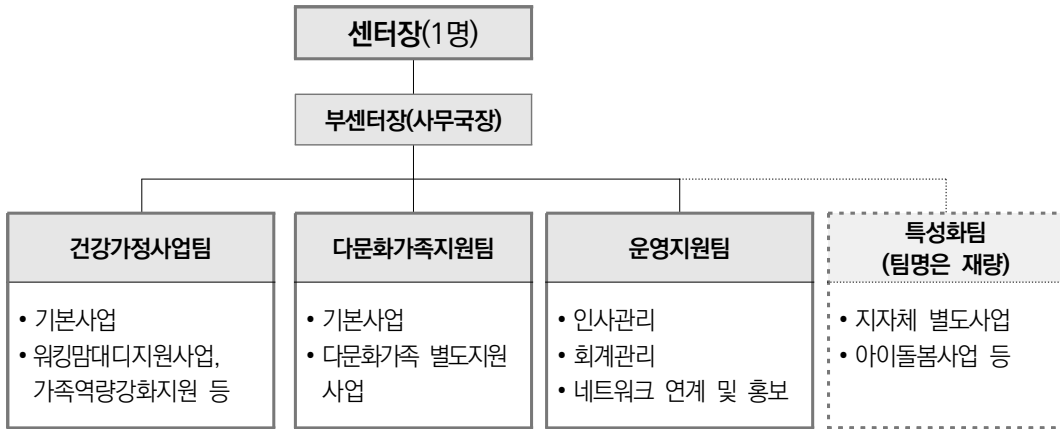 센터장(1명)
부센터장(사무국장)
건강가정사업팀
• 기본사업
• 워킹맘대디지원사업,
가족역량강화지원 등
다문화가족지원팀
• 기본사업
• 다문화가족 별도지원
사업
운영지원팀
• 인사관리
• 회계관리
• 네트워크 연계 및 홍보
특성화팀
(팀명은 재량)
• 지자체 별도사업
• 아이돌봄사업 등